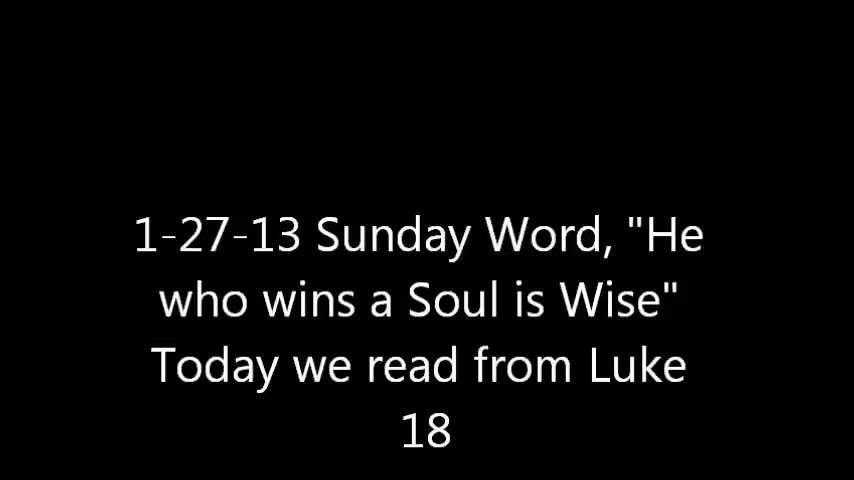 1-27-13 Sunday Word, "He
who wins a Soul is Wise"
Today we read from Luke
18